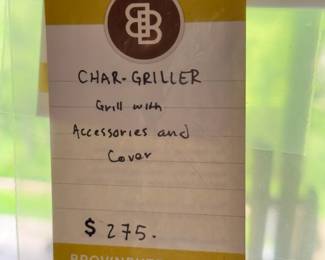 B B
CHAR-GRILLER
Grill with
Accessories and
Cover
$ 275.